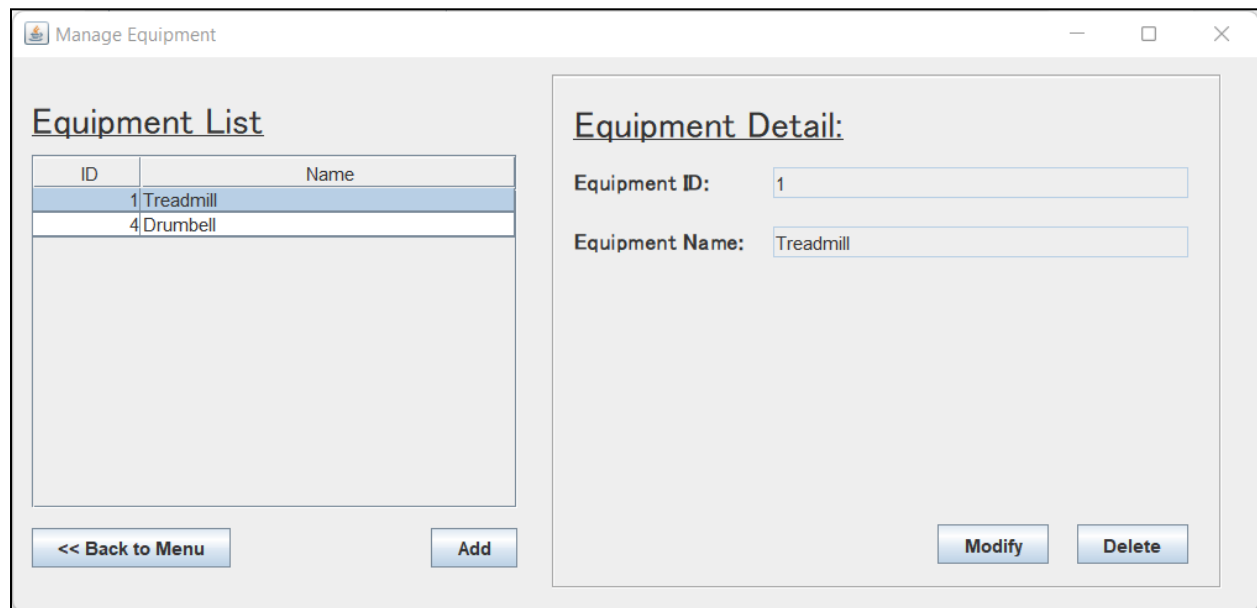 Manage Equipment
Equipment List
ID Name
1 Treadmill
4 Drumbell
<< Back to Menu
Add
Equipment Detail:
Equipment ID: 1
Equipment Name: Treadmill
Modify
Delete